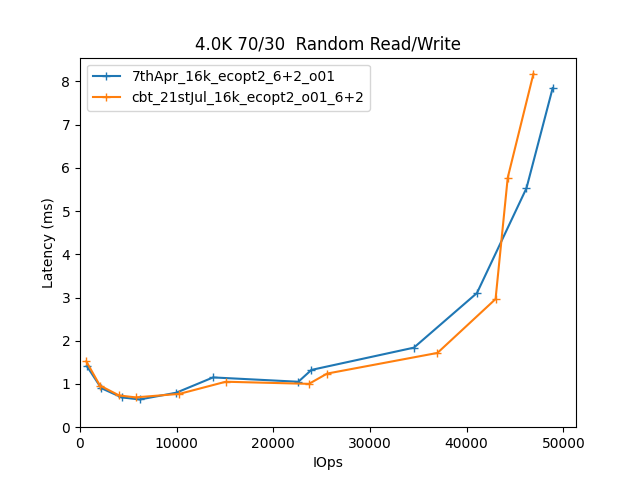 4.0K 70/30  Random Read/Write
7thApr_16k_ecopt2_6+2_o01
cbt_21stJul_16k_ecopt2_o01_6+2
Latency (ms)
8
7
6
5
4
3
2
1
0
0 10000 20000 30000 40000 50000
IOps